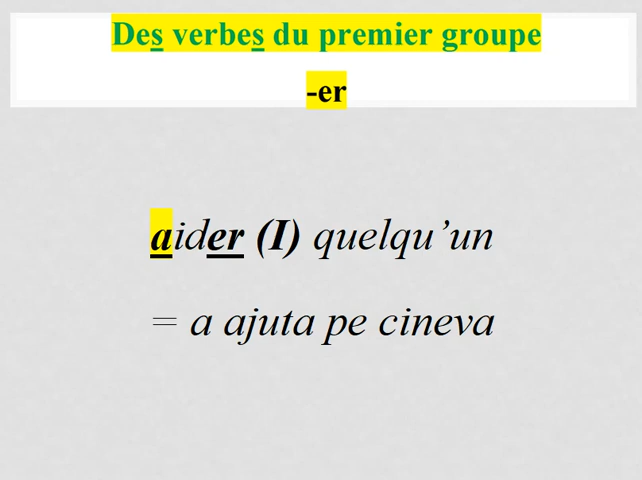 Des verbes du premier groupe
-er
aider (I) quelqu’un
= a ajuta pe cineva